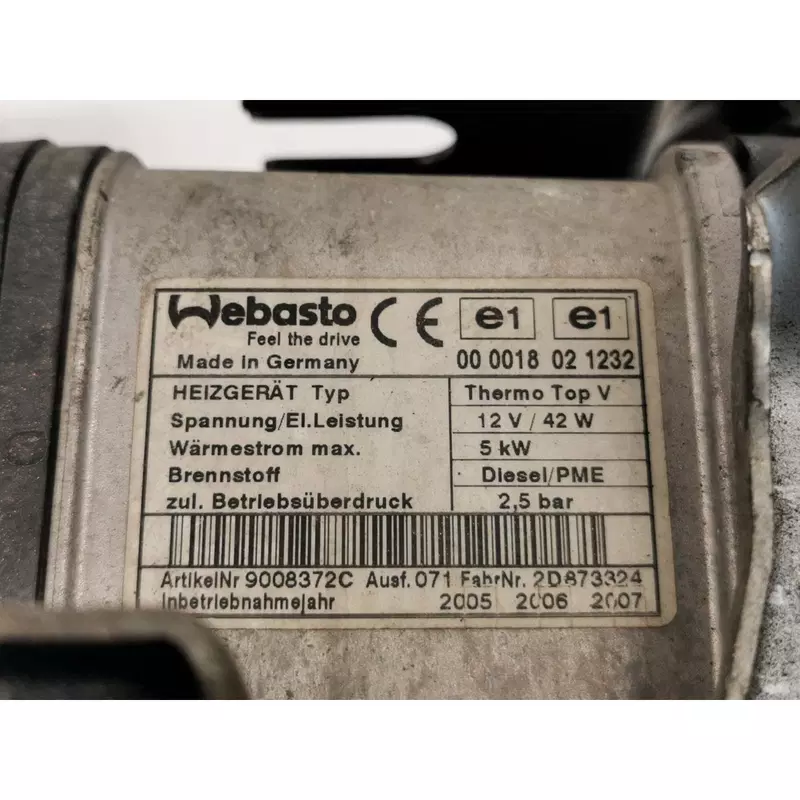 Webasto CE e1 e1
Feel the drive
Made in Germany 00 0018 02 1232
HEIZGERÄT Typ Thermo Top V
Spannung/El.Leistung 12 V / 42 W
Wärmestrom max. 5 kW
Brennstoff Diesel/PME
zul. Betriebsüberdruck 2,5 bar
ArtikelNr 9008372C Ausf. 071 FabrNr. 2D873324
Inbetriebnahmejahr 2005 2006 2007